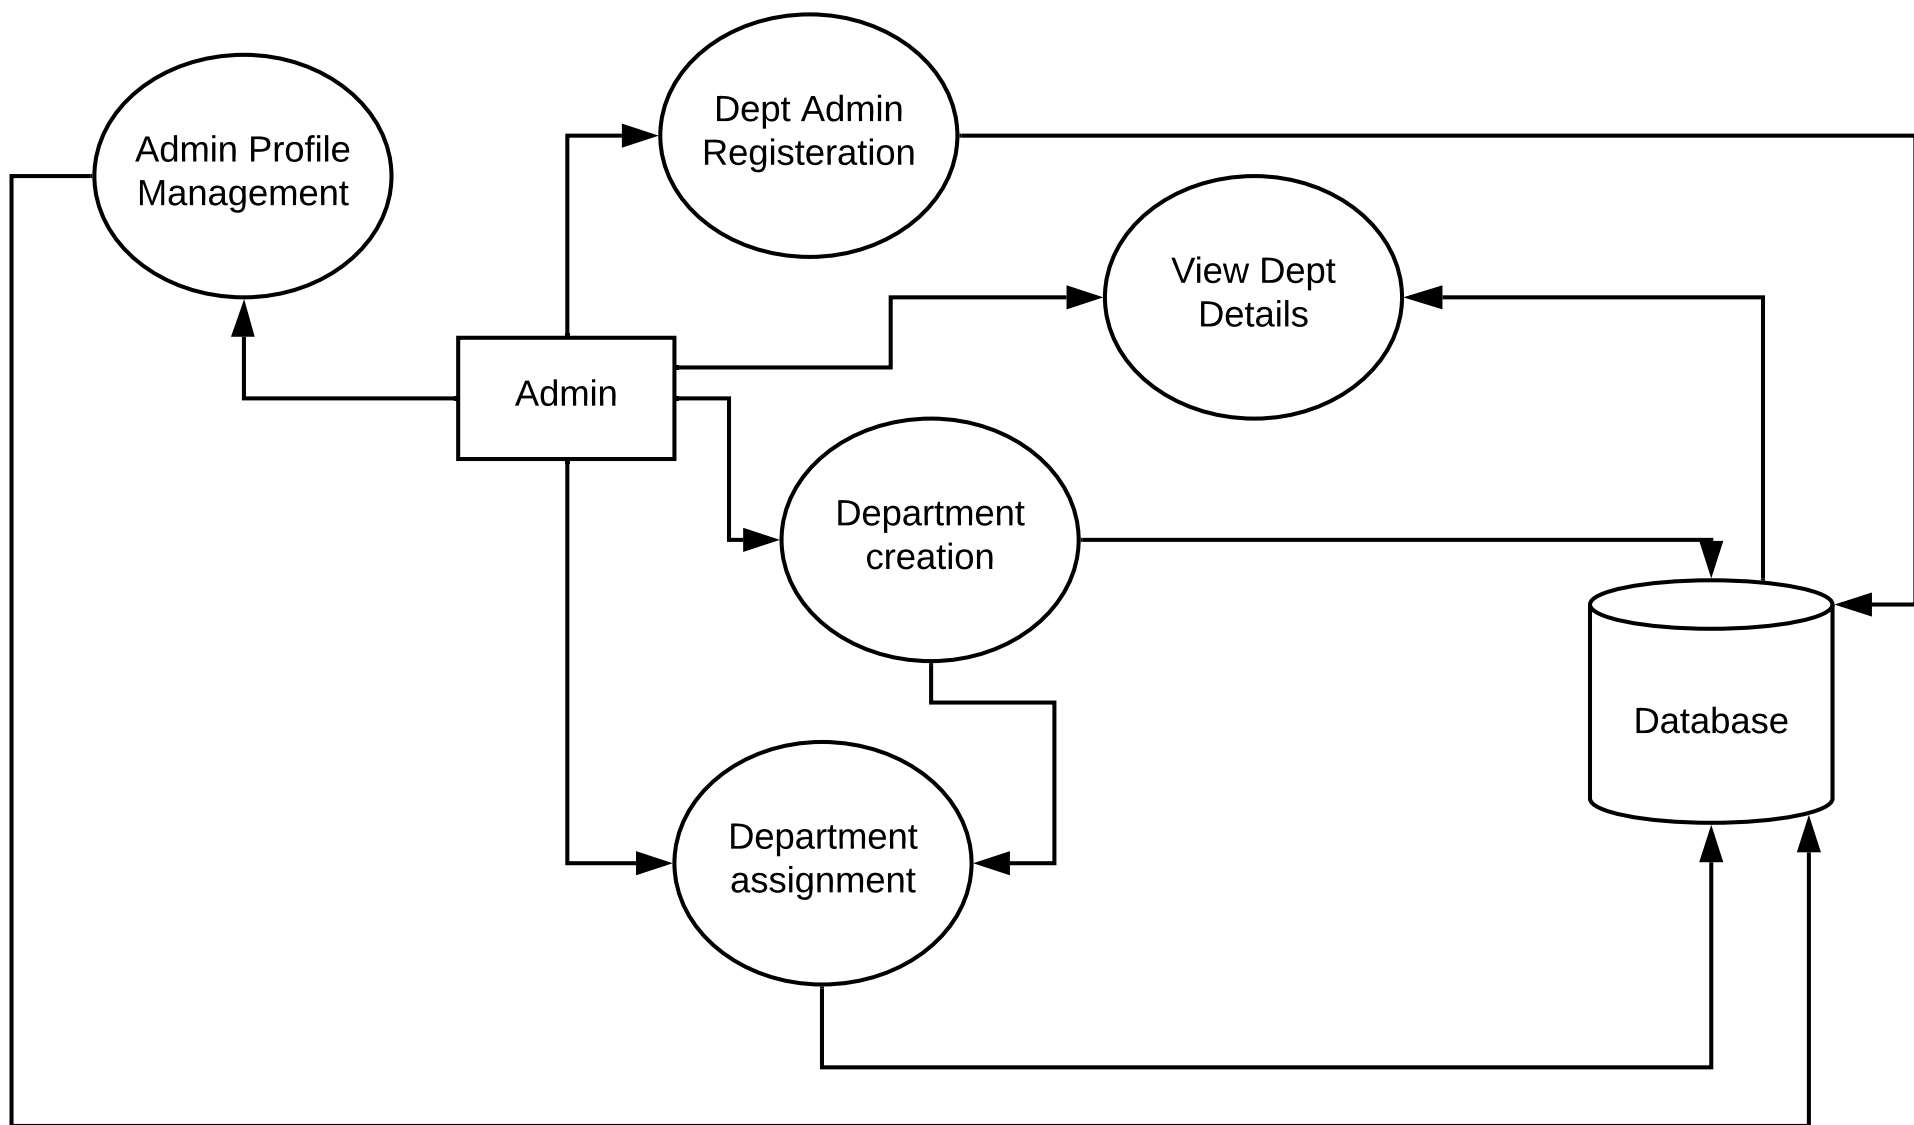 Dept Admin
Registeration
Admin Profile
Management
View Dept
Details
Admin
Department
creation
Database
Department
assignment